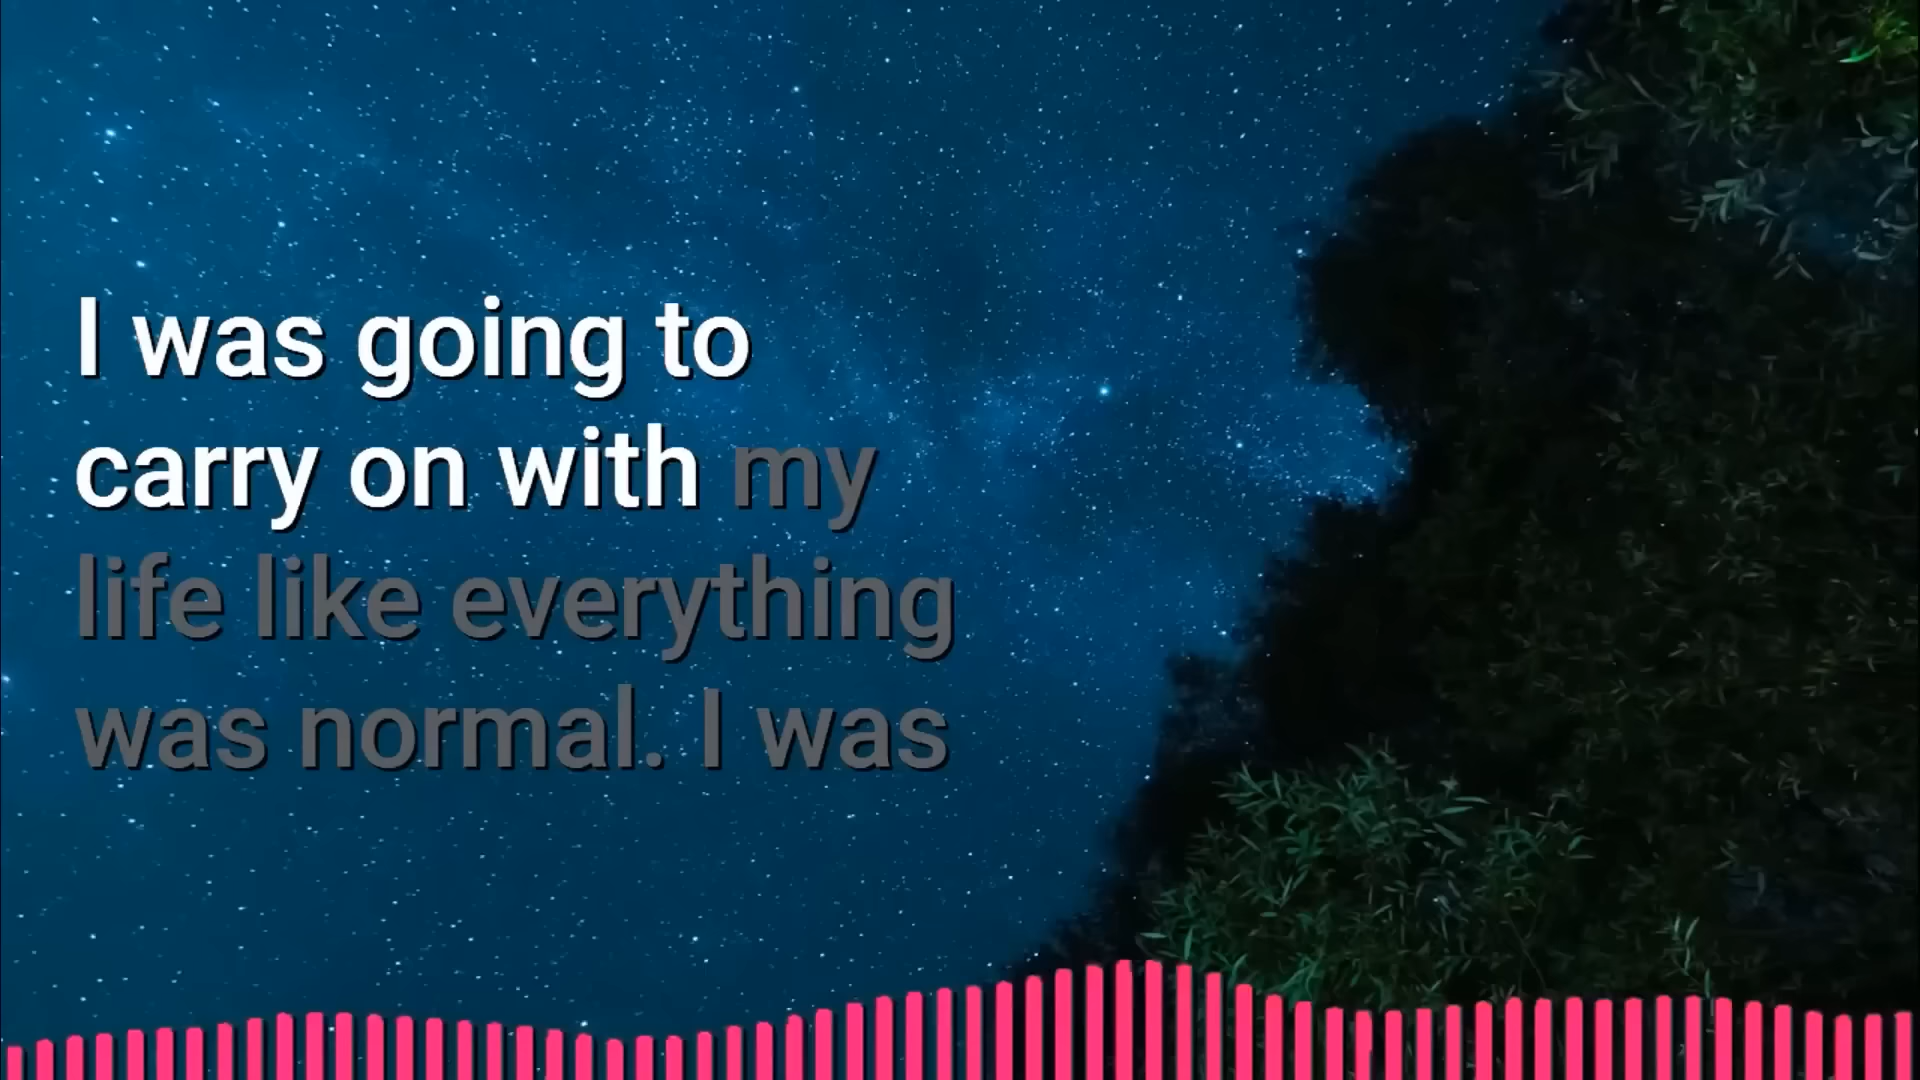 I was going to
carry on with my
life like everything
was normal. I was